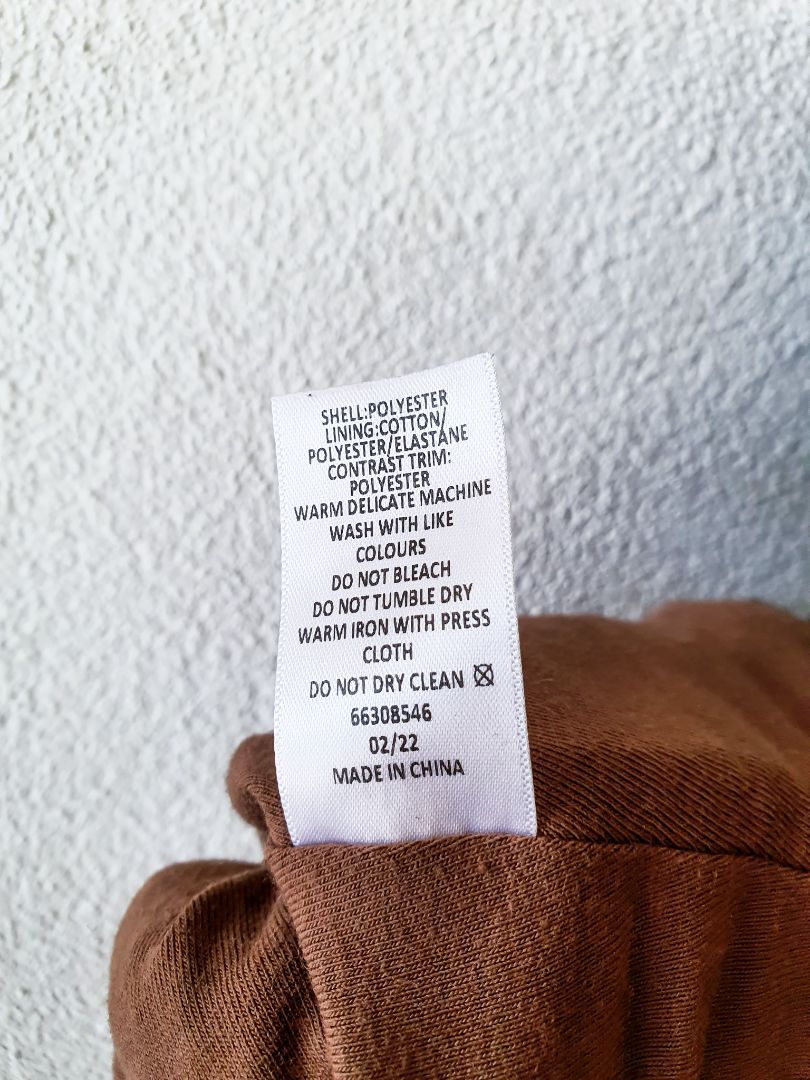 SHELL:POLYESTER
LINING:COTTON/
POLYESTER/ELASTANE
CONTRAST TRIM:
POLYESTER
WARM DELICATE MACHINE
WASH WITH LIKE
COLOURS
DO NOT BLEACH
DO NOT TUMBLE DRY
WARM IRON WITH PRESS
CLOTH
DO NOT DRY CLEAN
66308546
02/22
MADE IN CHINA